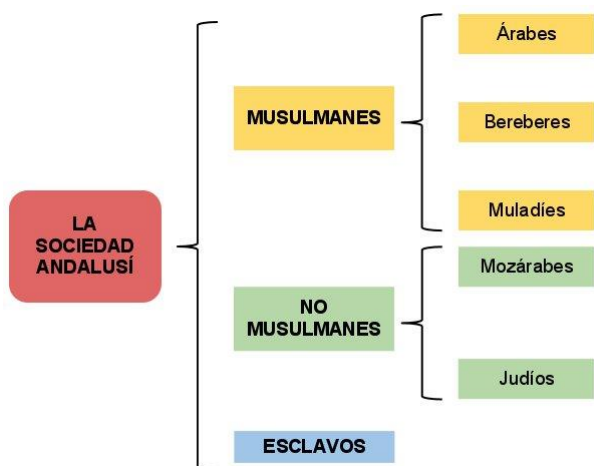 LA
SOCIEDAD
ANDALUSÍ
MUSULMANES
Árabes
Bereberes
Muladíes
NO
MUSULMANES
Mozárabes
Judíos
ESCLAVOS